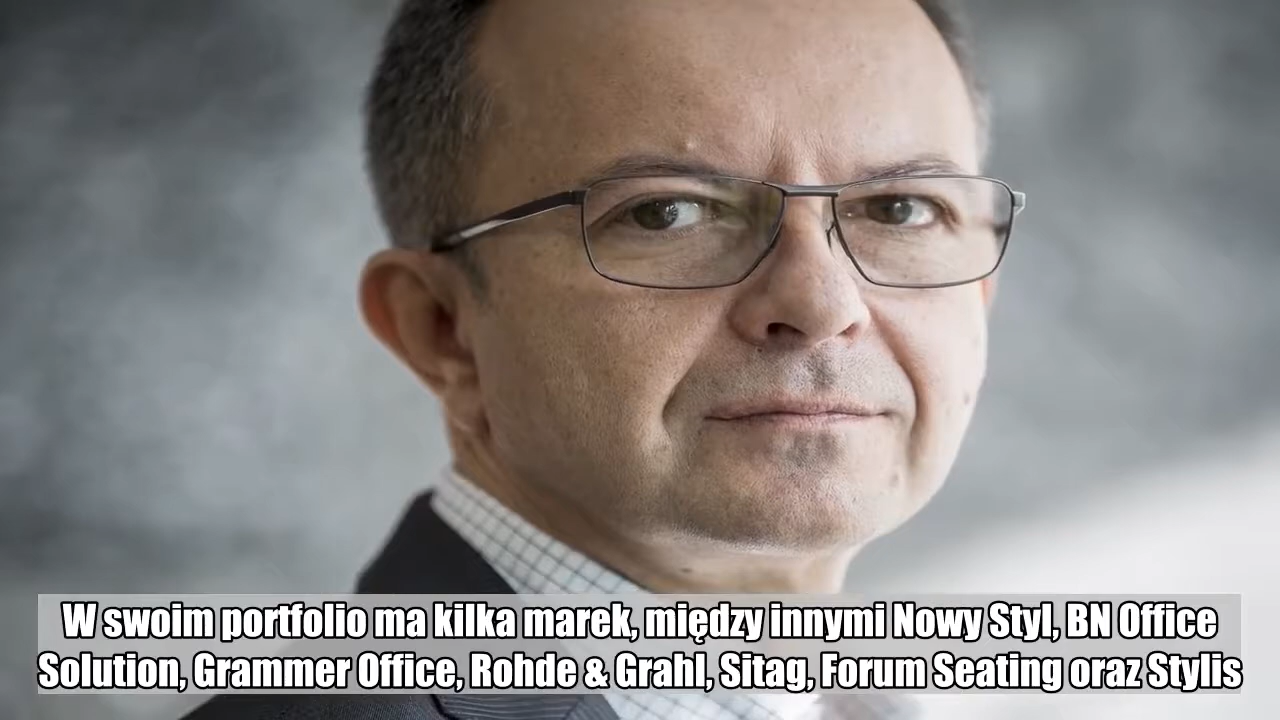 W swoim portfolio ma kilka marek, między innymi Nowy Styl, BN Office
Solution, Grammer Office, Rohde & Grahl, Sitag, Forum Seating oraz Stylis